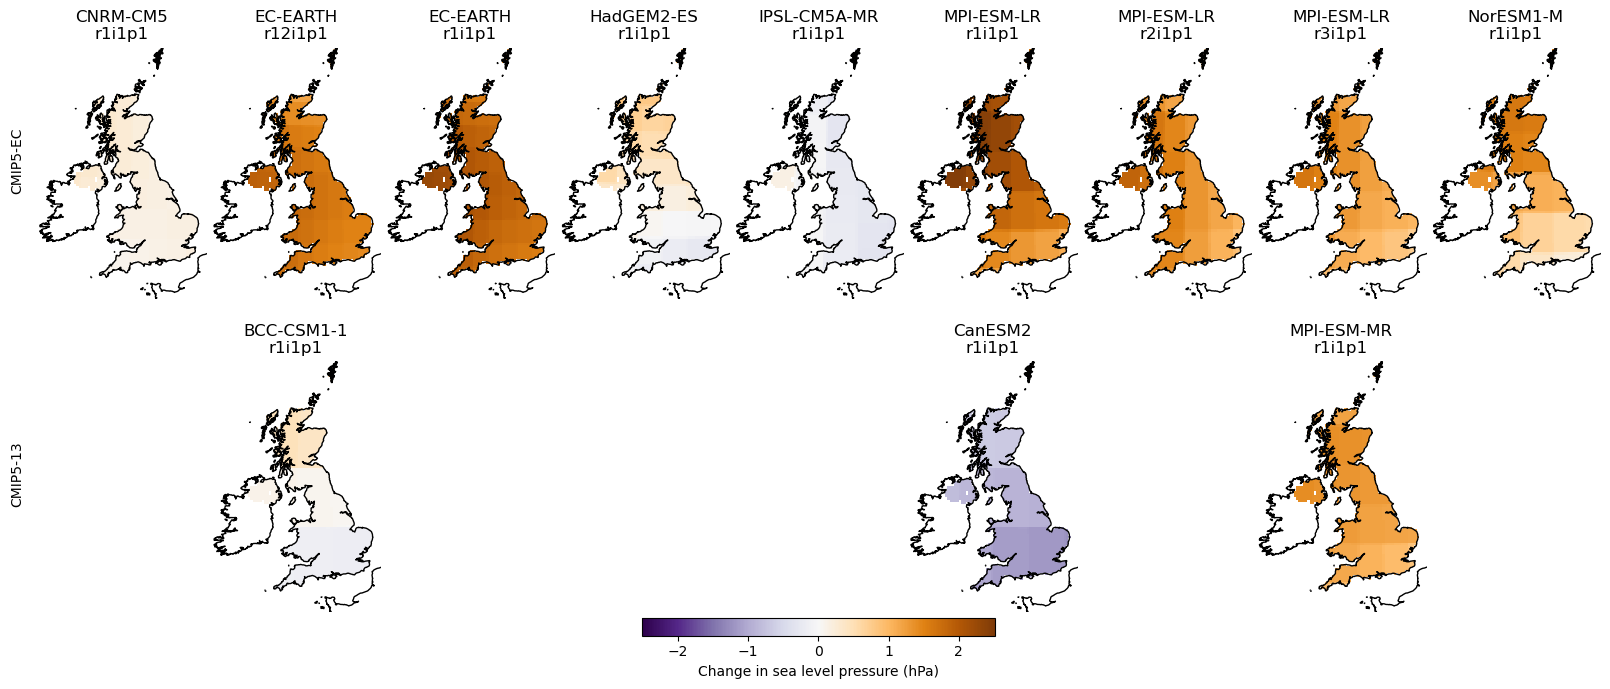 CNRM-CM5
r1i1p1
EC-EARTH
r12i1p1
EC-EARTH
r1i1p1
HadGEM2-ES
r1i1p1
IPSL-CM5A-MR
r1i1p1
MPI-ESM-LR
r1i1p1
MPI-ESM-LR
r2i1p1
MPI-ESM-LR
r3i1p1
NorESM1-M
r1i1p1
CMIP5-EC
BCC-CSM1-1
r1i1p1
CanESM2
r1i1p1
MPI-ESM-MR
r1i1p1
CMIP5-13
−2 −1 0 1 2
Change in sea level pressure (hPa)